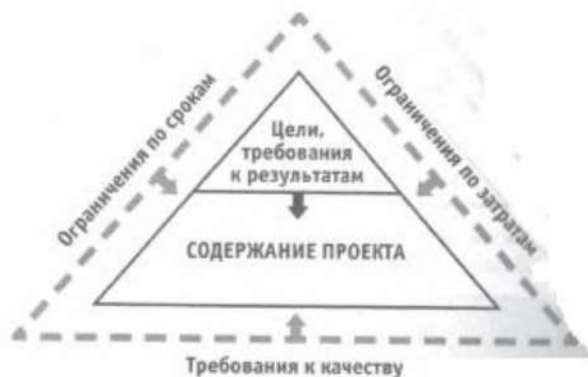 Ограничения по срокам
Ограничения по затратам
Цели,
требования
к результатам
СОДЕРЖАНИЕ ПРОЕКТА
Требования к качеству